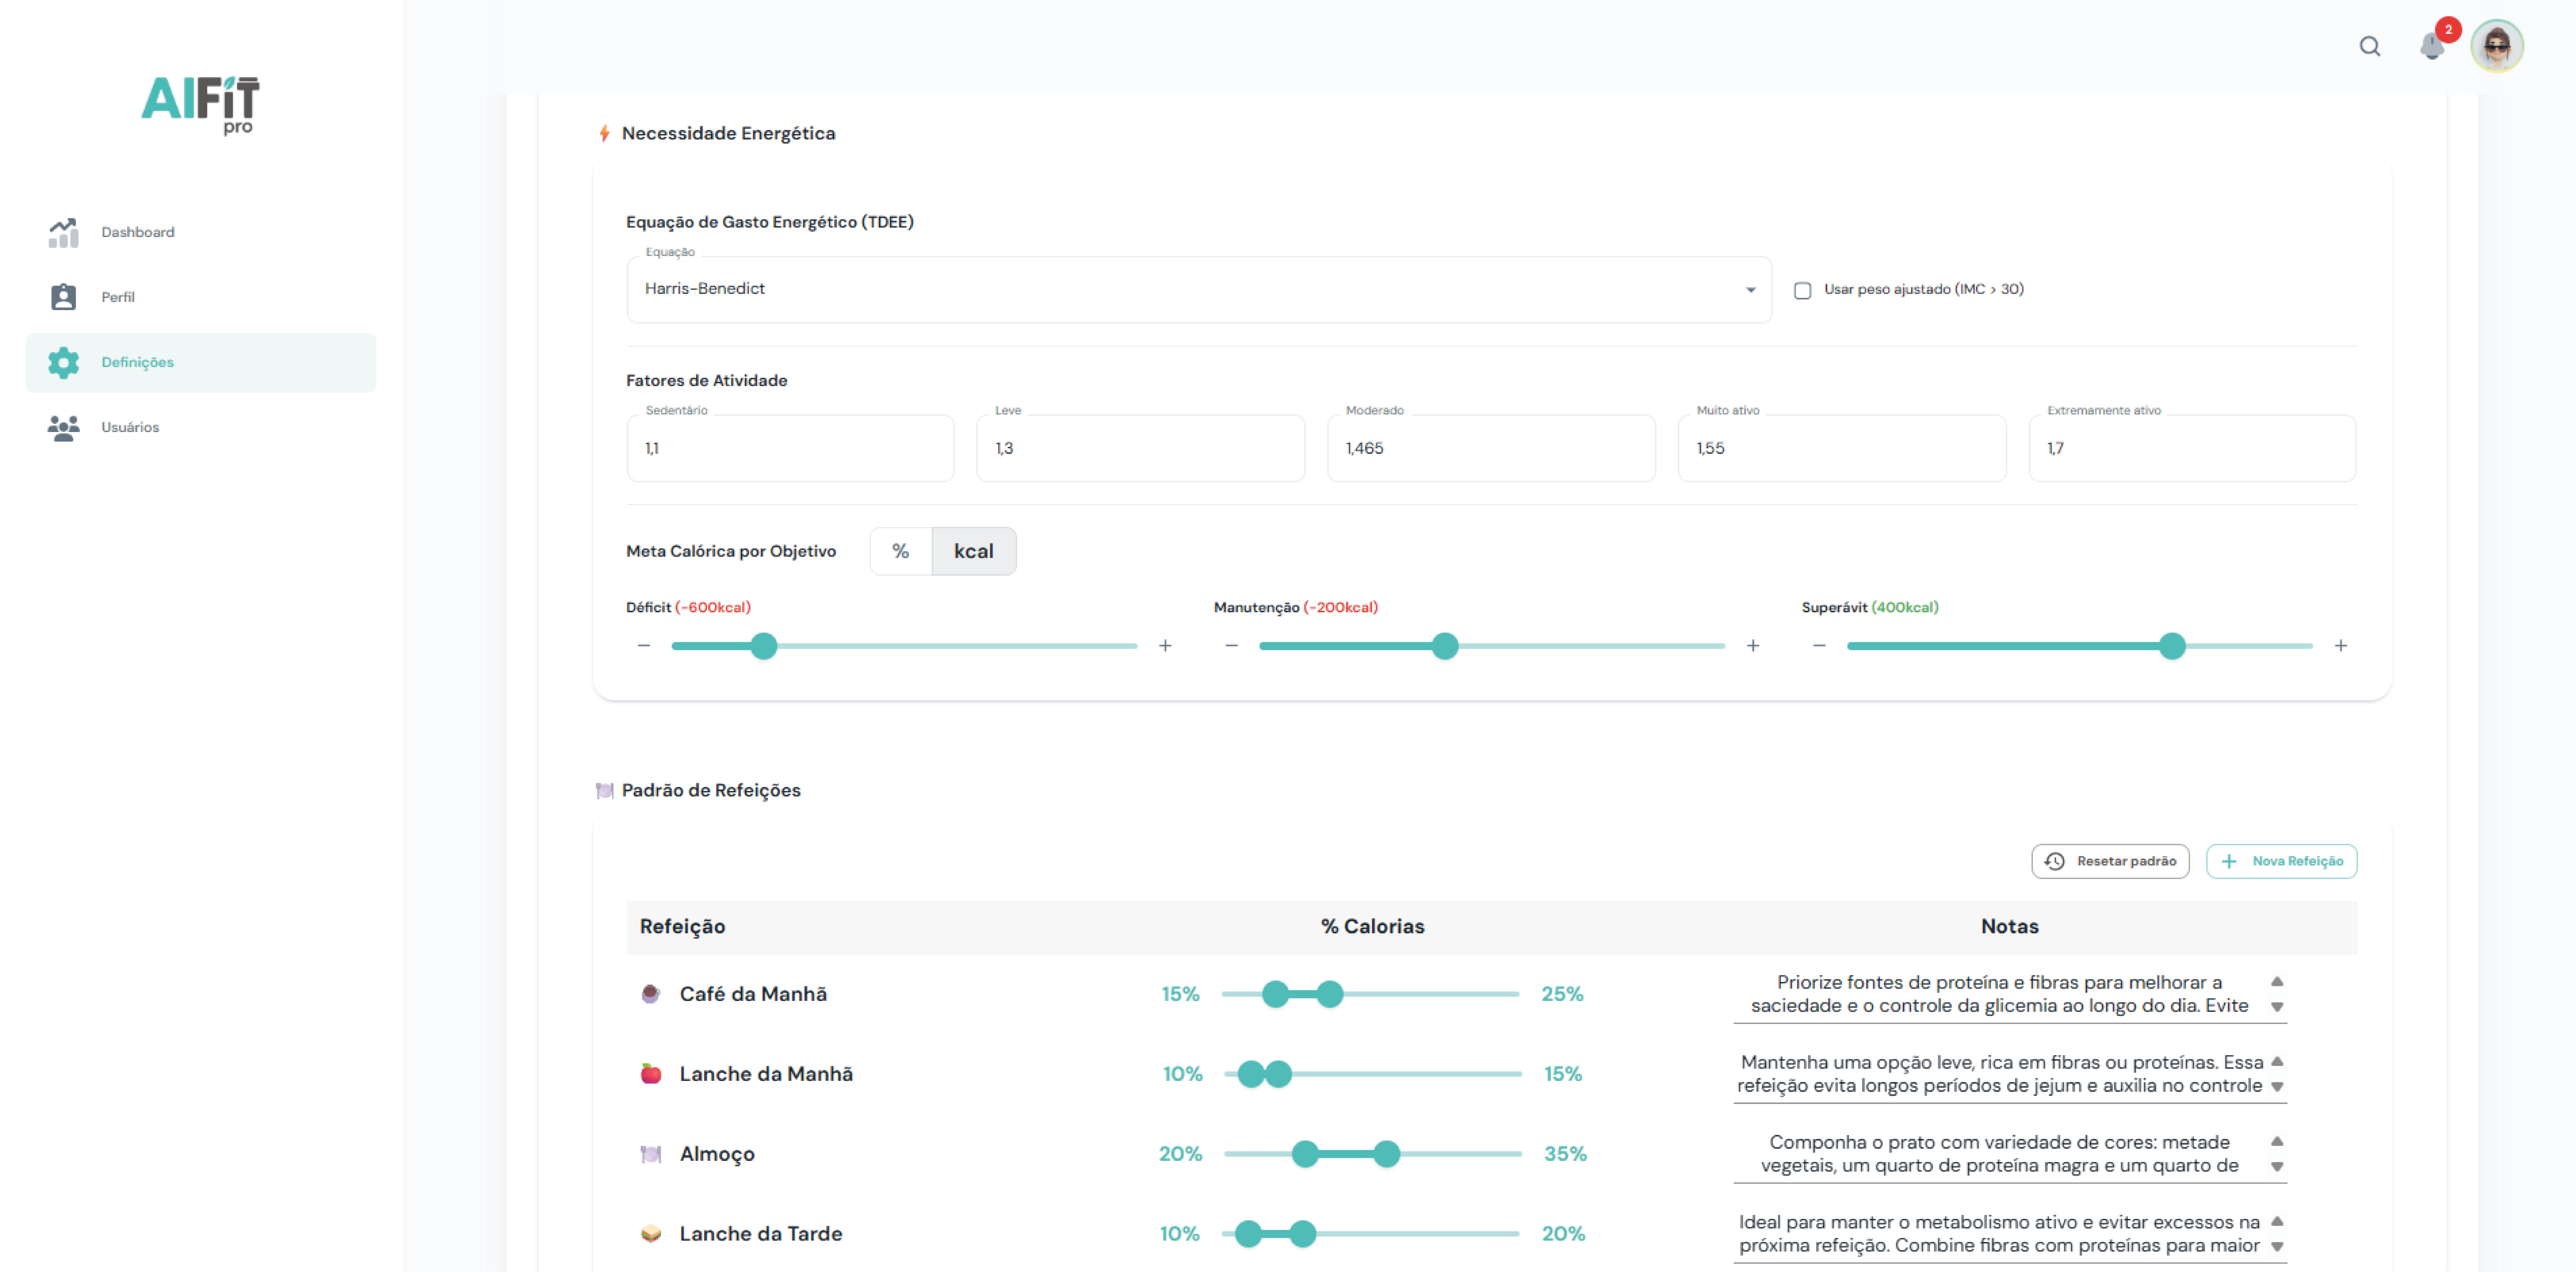 AIFiT
pro
2
Dashboard
Perfil
Definições
Usuários
Necessidade Energética
Equação de Gasto Energético (TDEE)
Equação
Harris-Benedict
Usar peso ajustado (IMC > 30)
Fatores de Atividade
Sedentário
1,1
Leve
1,3
Moderado
1,465
Muito ativo
1,55
Extremamente ativo
1,7
Meta Calórica por Objetivo
%
kcal
Déficit (-600kcal)
Manutenção (-200kcal)
Superávit (400kcal)
Padrão de Refeições
Resetar padrão
Nova Refeição
Refeição
% Calorias
Notas
Café da Manhã
15%
25%
Priorize fontes de proteína e fibras para melhorar a
saciedade e o controle da glicemia ao longo do dia. Evite
Lanche da Manhã
10%
15%
Mantenha uma opção leve, rica em fibras ou proteínas. Essa
refeição evita longos períodos de jejum e auxilia no controle
Almoço
20%
35%
Componha o prato com variedade de cores: metade
vegetais, um quarto de proteína magra e um quarto de
Lanche da Tarde
10%
20%
Ideal para manter o metabolismo ativo e evitar excessos na
próxima refeição. Combine fibras com proteínas para maior